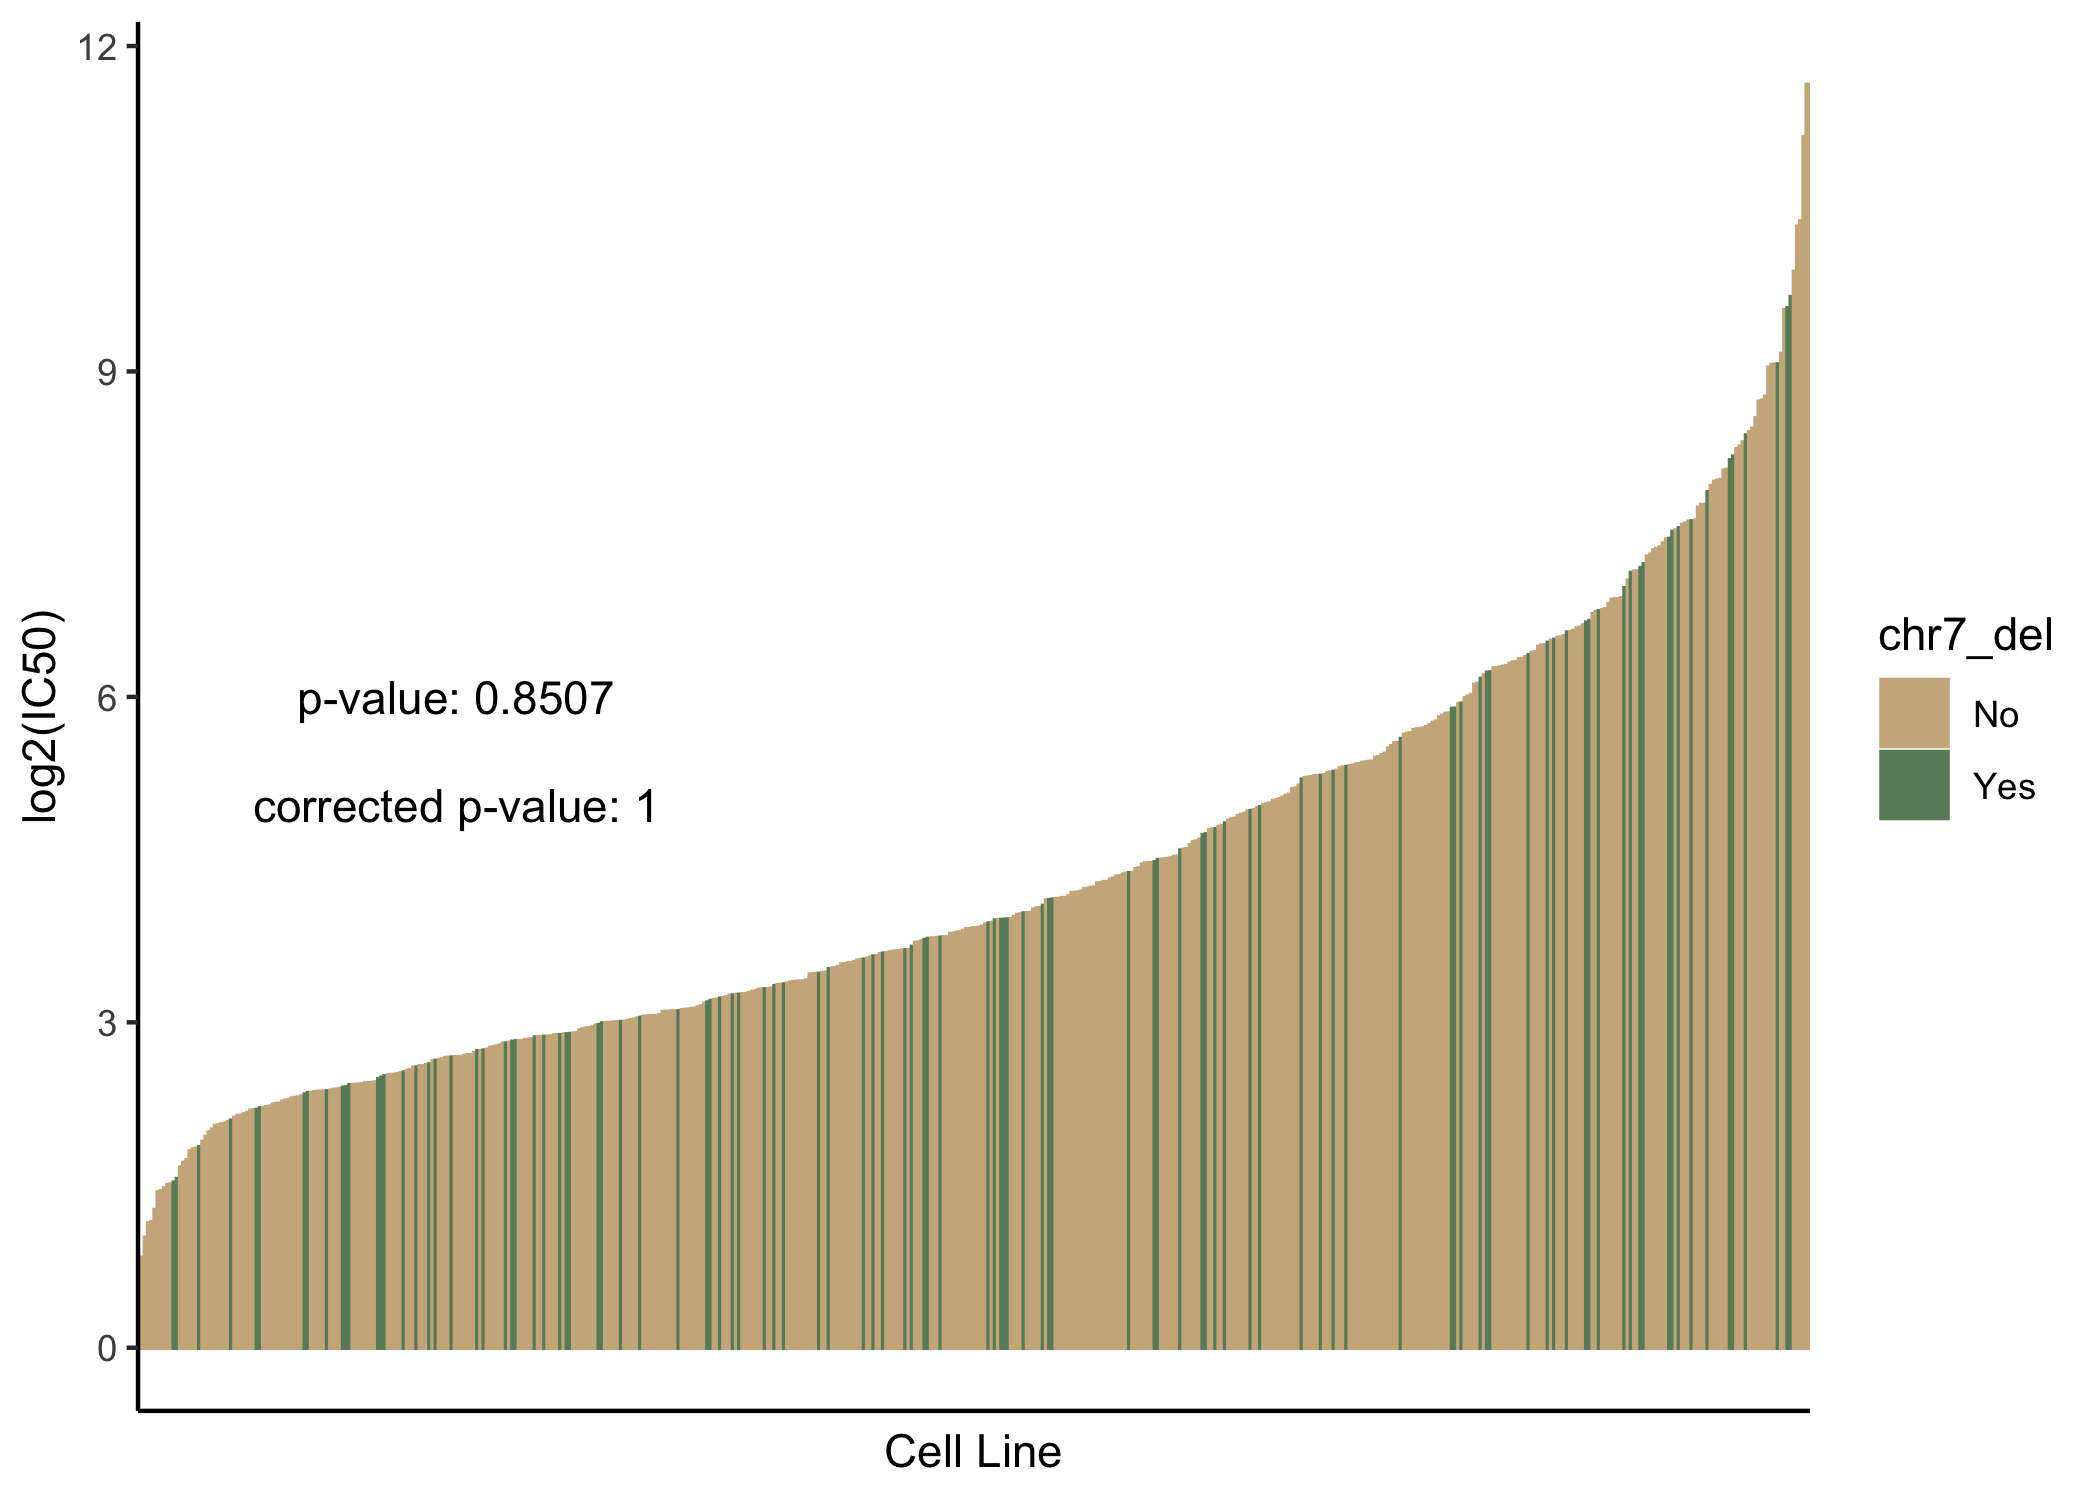 12
9
6
3
0
log2(IC50)
p-value: 0.8507
corrected p-value: 1
Cell Line
chr7_del
No
Yes